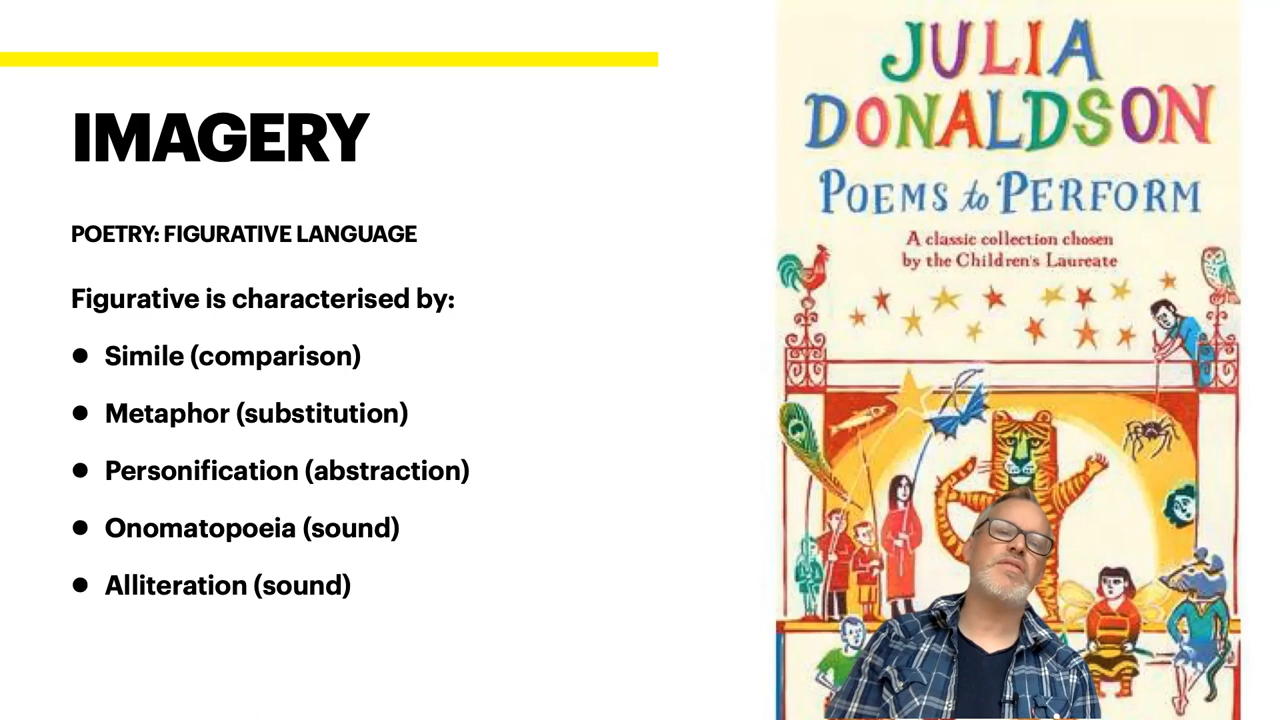 IMAGERY
POETRY: FIGURATIVE LANGUAGE
Figurative is characterised by:
• Simile (comparison)
• Metaphor (substitution)
• Personification (abstraction)
• Onomatopoeia (sound)
• Alliteration (sound)
JULIA
DONALDSON
POEMS to PERFORM
A classic collection chosen
by the Children's Laureate